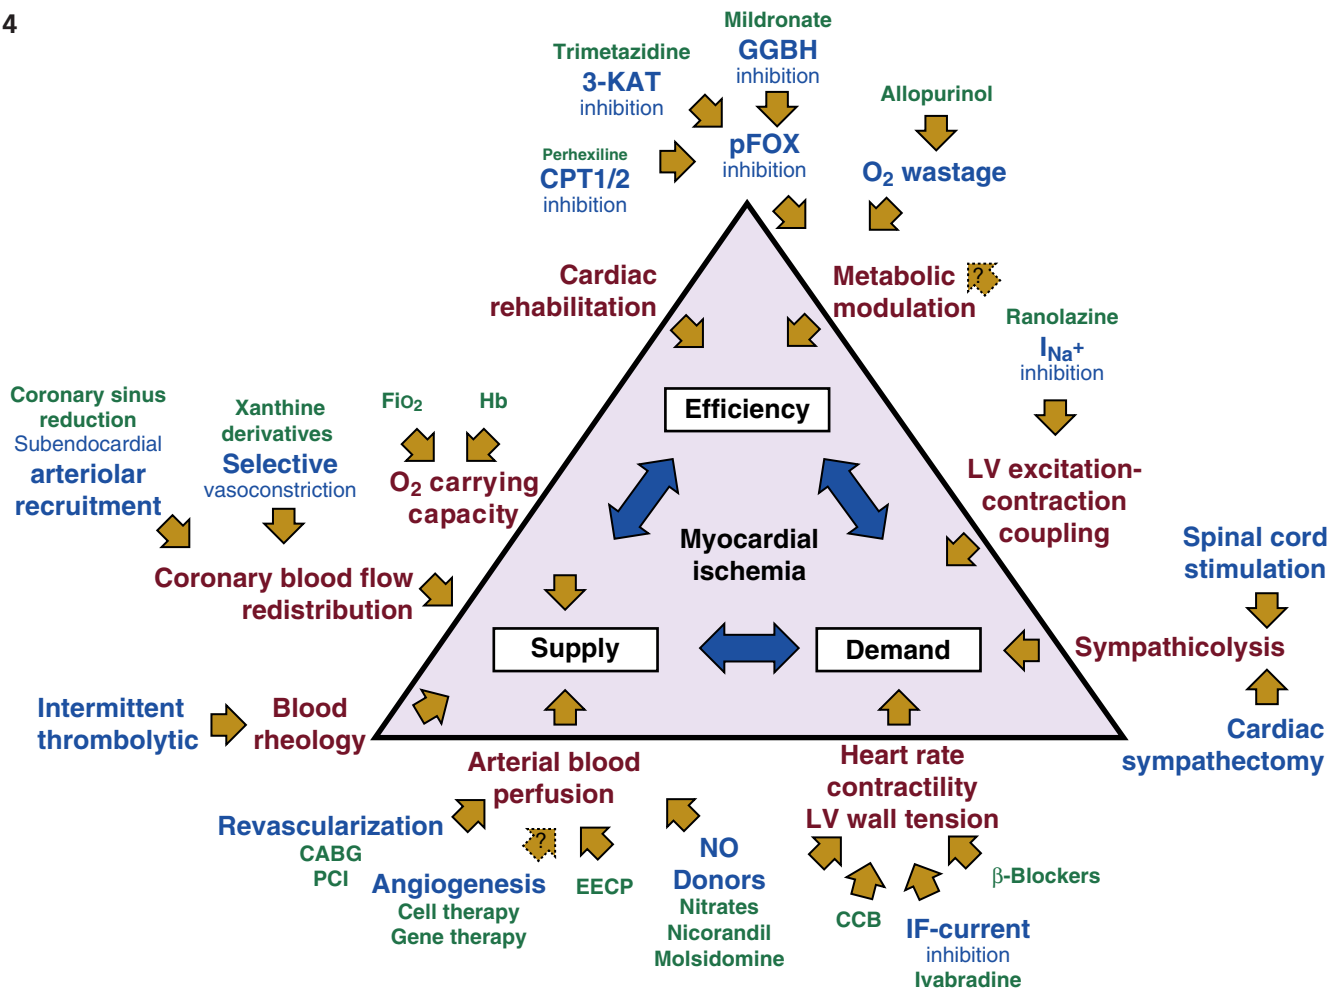 4
Mildronate
GGBH
inhibition
Trimetazidine
3-KAT
inhibition
Allopurinol
pFOX
inhibition
Perhexiline
CPT1/2
inhibition
O2 wastage
Cardiac
rehabilitation
Metabolic
modulation
?
Ranolazine
INa+
inhibition
Efficiency
Coronary sinus
reduction
Subendocardial
arteriolar
recruitment
Xanthine
derivatives
Selective
vasoconstriction
FIO2
Hb
O2 carrying
capacity
LV excitation-
contraction
coupling
Myocardial
ischemia
Spinal cord
stimulation
Coronary blood flow
redistribution
Supply
Demand
Sympathicolysis
Intermittent
thrombolytic
Blood
rheology
Cardiac
sympathectomy
Arterial blood
perfusion
Heart rate
contractility
LV wall tension
Revascularization
CABG
PCI
?
Angiogenesis
Cell therapy
Gene therapy
EECP
NO
Donors
Nitrates
Nicorandil
Molsidomine
CCB
IF-current
inhibition
Ivabradine
β-Blockers